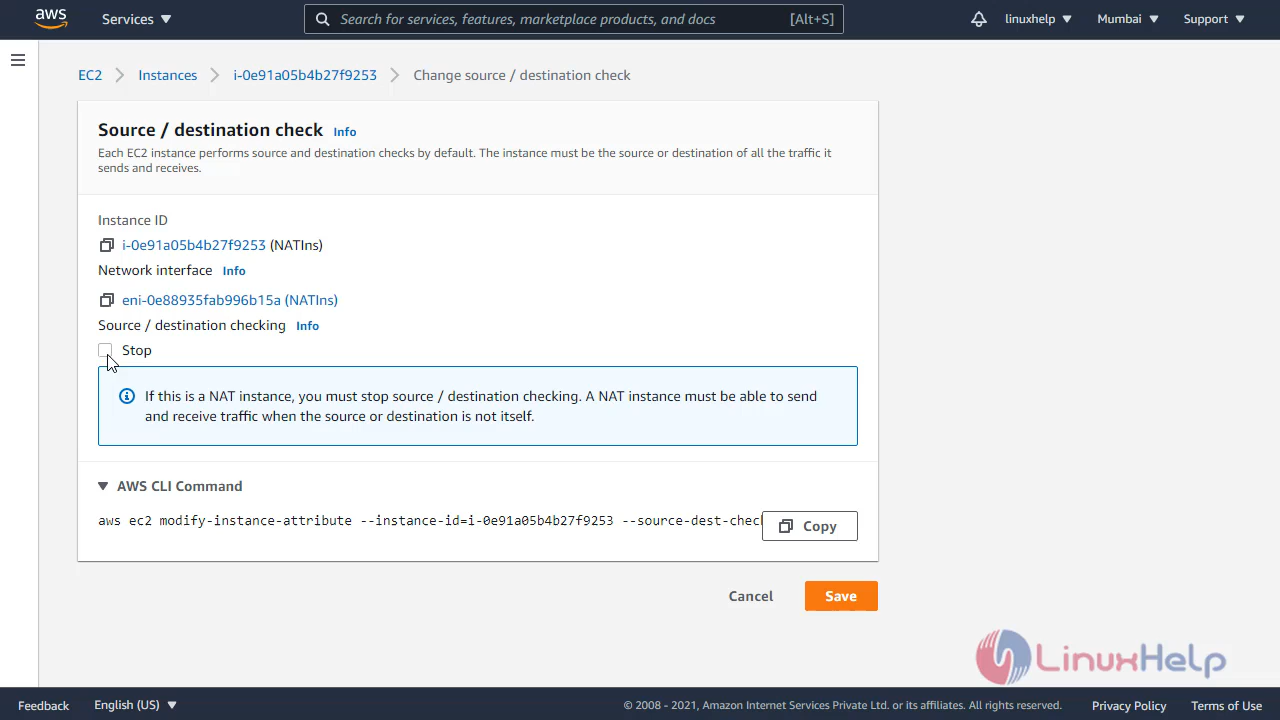 aws
Services
Search for services, features, marketplace products, and docs [Alt+S]
linuxhelp
Mumbai
Support
EC2 Instances i-0e91a05b4b27f9253 Change source / destination check
Source / destination check Info
Each EC2 instance performs source and destination checks by default. The instance must be the source or destination of all the traffic it
sends and receives.
Instance ID
i-0e91a05b4b27f9253 (NATIns)
Network interface Info
eni-0e88935fab996b15a (NATIns)
Source / destination checking Info
Stop
If this is a NAT instance, you must stop source / destination checking. A NAT instance must be able to send
and receive traffic when the source or destination is not itself.
AWS CLI Command
aws ec2 modify-instance-attribute --instance-id=i-0e91a05b4b27f9253 --source-dest-check
Copy
Cancel
Save
LinuxHelp
Feedback
English (US)
© 2008 - 2021, Amazon Internet Services Private Ltd. or its affiliates. All rights reserved.
Privacy Policy
Terms of Use